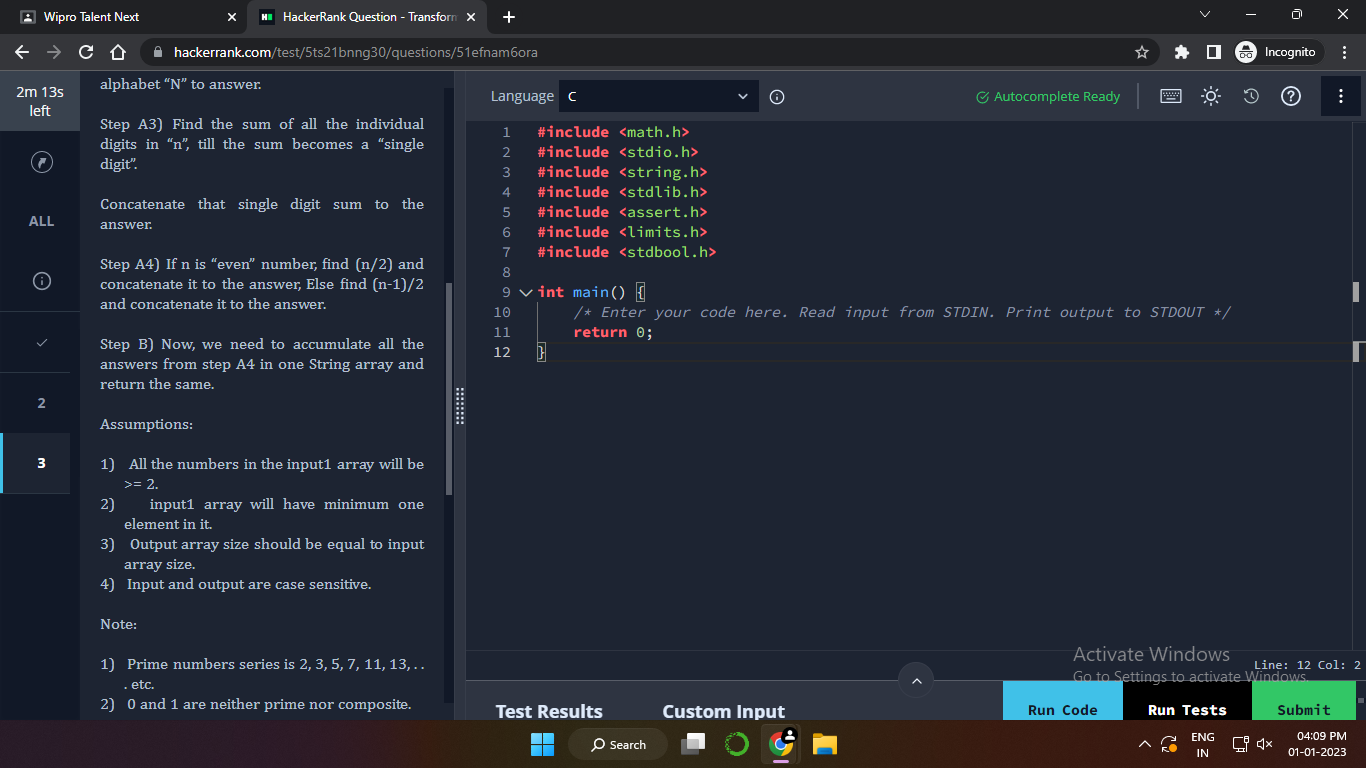 Wipro Talent Next
HackerRank Question - Transform
hackerrank.com/test/5ts21bnng30/questions/51efnam6ora
Incognito
2m 13s
left
ALL
2
3
alphabet “N” to answer.
Step A3) Find the sum of all the individual
digits in “n”, till the sum becomes a “single
digit”.
Concatenate that single digit sum to the
answer.
Step A4) If n is “even” number, find (n/2) and
concatenate it to the answer, Else find (n-1)/2
and concatenate it to the answer.
Step B) Now, we need to accumulate all the
answers from step A4 in one String array and
return the same.
Assumptions:
1) All the numbers in the input1 array will be
>= 2.
2) input1 array will have minimum one
element in it.
3) Output array size should be equal to input
array size.
4) Input and output are case sensitive.
Note:
1) Prime numbers series is 2, 3, 5, 7, 11, 13, . .
. etc.
2) 0 and 1 are neither prime nor composite.
Language C
Autocomplete Ready
1 #include <math.h>
2 #include <stdio.h>
3 #include <string.h>
4 #include <stdlib.h>
5 #include <assert.h>
6 #include <limits.h>
7 #include <stdbool.h>
8
9 int main() {
10 /* Enter your code here. Read input from STDIN. Print output to STDOUT */
11 return 0;
12 }
Activate Windows
Go to Settings to activate Windows.
Line: 12 Col: 2
Test Results Custom Input
Run Code Run Tests Submit
Search
ENG
IN
04:09 PM
01-01-2023